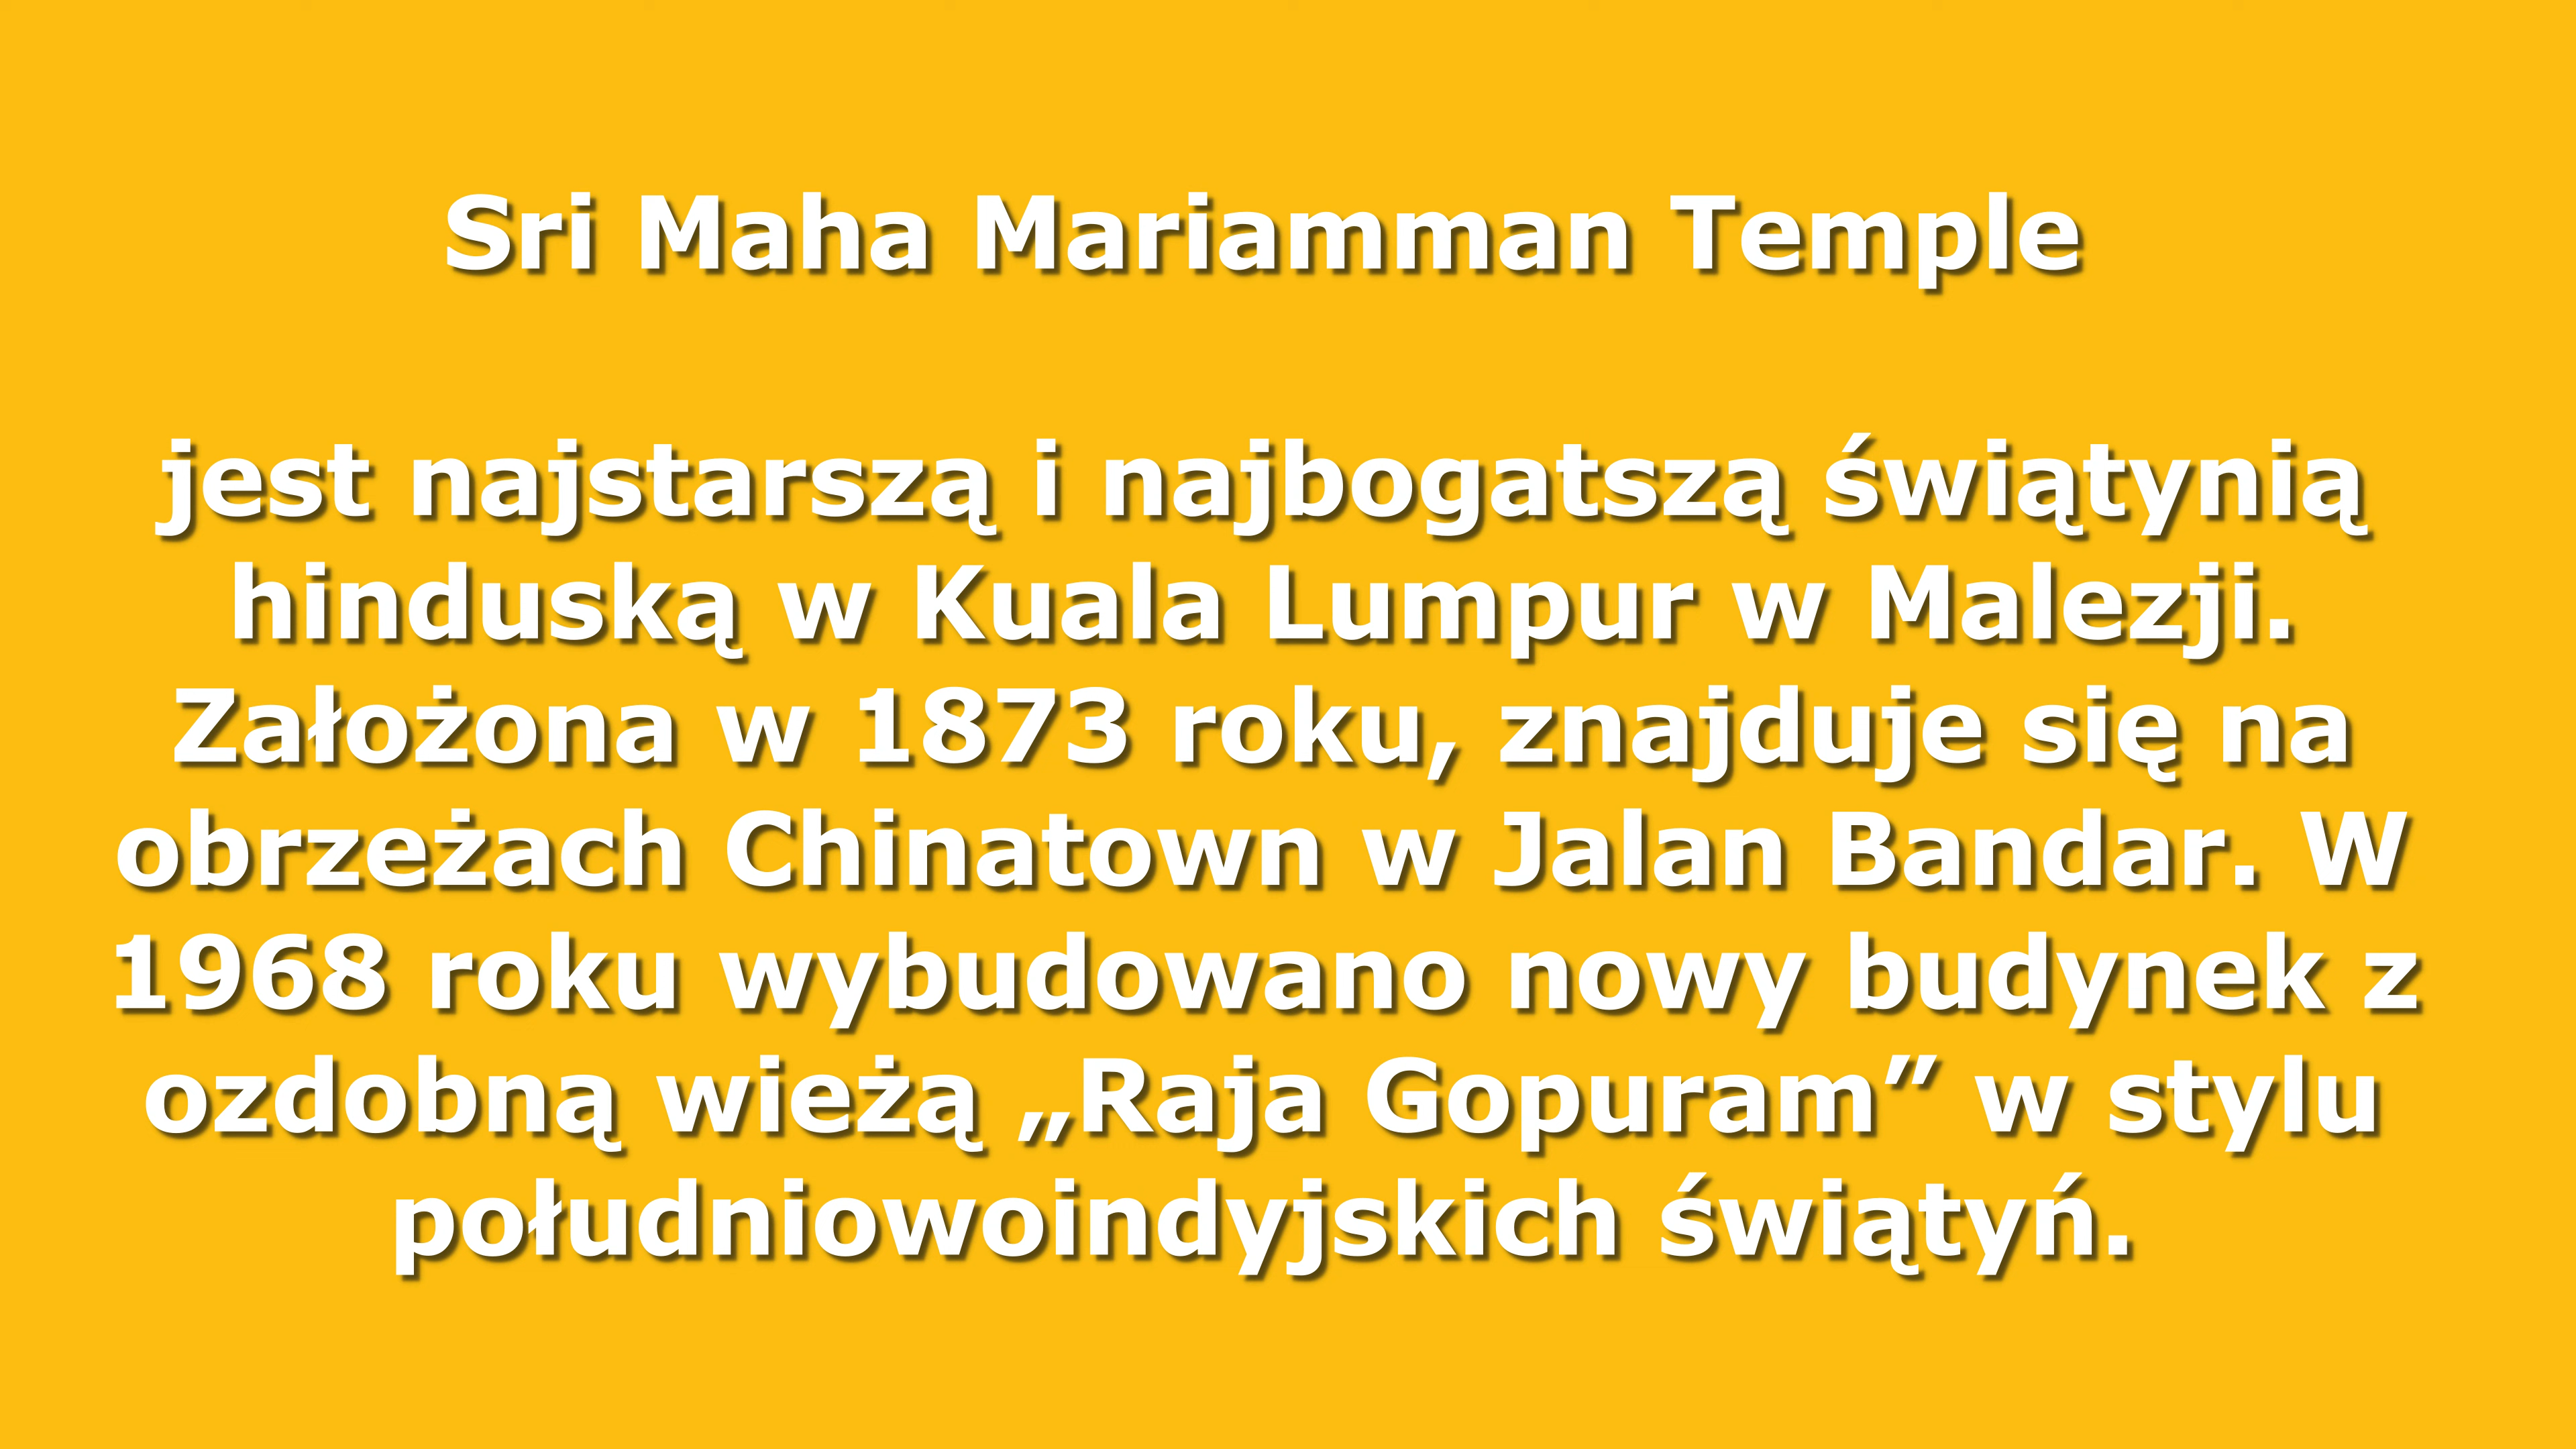 Sri Maha Mariamman Temple
jest najstarszą i najbogatszą świątynią
hinduską w Kuala Lumpur w Malezji.
Założona w 1873 roku, znajduje się na
obrzeżach Chinatown w Jalan Bandar. W
1968 roku wybudowano nowy budynek z
ozdobną wieżą „Raja Gopuram” w stylu
południowoindyjskich świątyń.